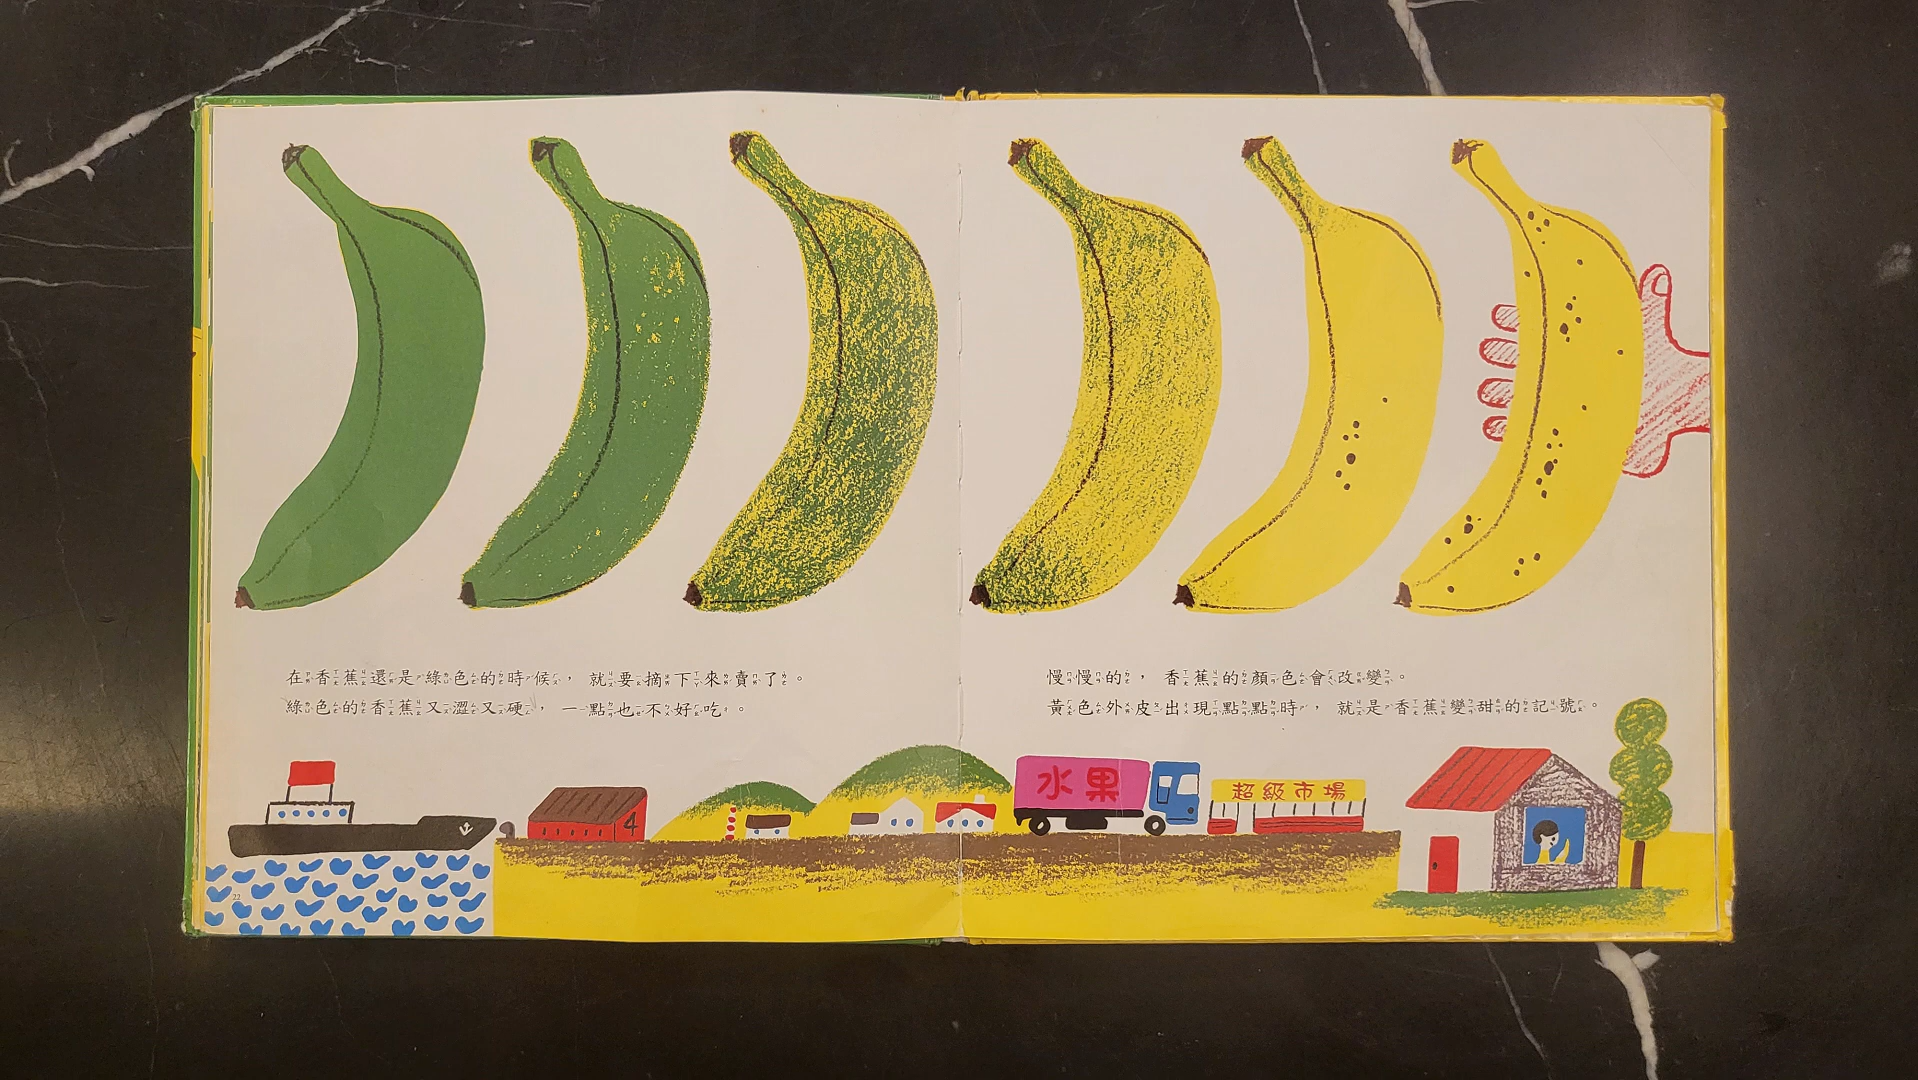 在香蕉還是綠色的時候，就要摘下來賣了。
綠色的香蕉又澀又硬，一點也不好吃。
慢慢的，香蕉的顏色會改變。
黃色外皮出現點點時，就是香蕉變甜的記號。
4
水果
超級市場
22